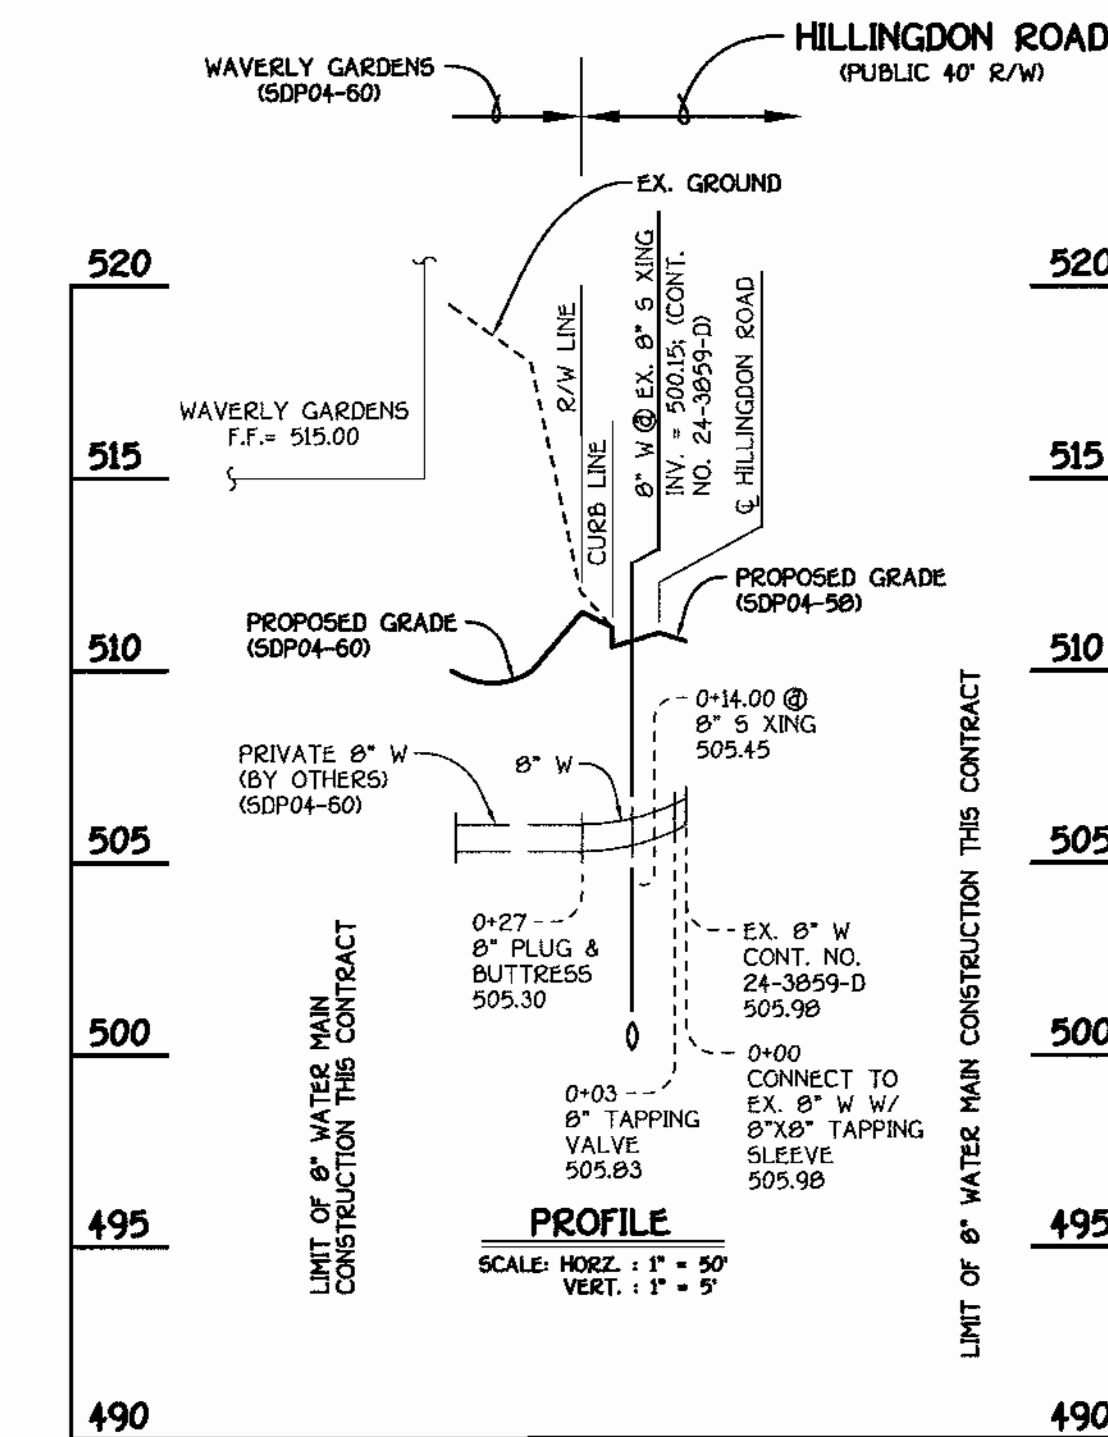 HILLINGDON ROAD
(PUBLIC 40' R/W)
WAVERLY GARDENS
(SDP04-60)
EX. GROUND
520
520
R/W LINE
CURB LINE
8" W @ EX. 8" S XING
INV. = 500.15; (CONT.
NO. 24-3859-D)
℄ HILLINGDON ROAD
WAVERLY GARDENS
F.F.= 515.00
515
515
PROPOSED GRADE
(SDP04-58)
PROPOSED GRADE
(SDP04-60)
510
510
0+14.00 @
8" S XING
505.45
PRIVATE 8" W
(BY OTHERS)
(SDP04-60)
8" W
505
505
0+27
8" PLUG &
BUTTRESS
505.30
EX. 8" W
CONT. NO.
24-3859-D
505.98
LIMIT OF 8" WATER MAIN
CONSTRUCTION THIS CONTRACT
LIMIT OF 8" WATER MAIN CONSTRUCTION THIS CONTRACT
500
500
0+00
CONNECT TO
EX. 8" W W/
8"X8" TAPPING
SLEEVE
505.98
0+03
8" TAPPING
VALVE
505.83
495
495
PROFILE
SCALE: HORZ. : 1" = 50'
VERT. : 1" = 5'
490
490